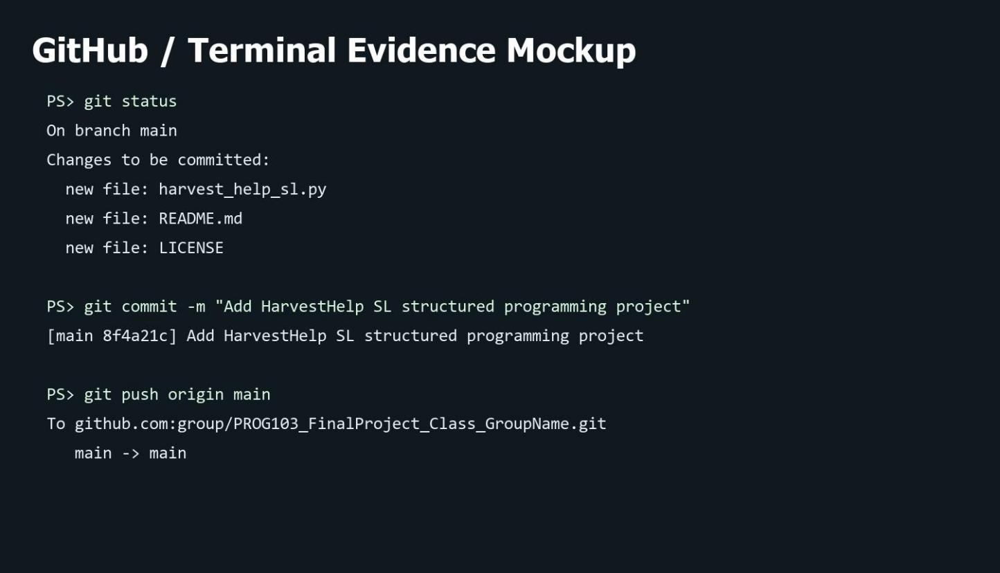 GitHub / Terminal Evidence Mockup
PS> git status
On branch main
Changes to be committed:
  new file: harvest_help_sl.py
  new file: README.md
  new file: LICENSE
PS> git commit -m "Add HarvestHelp SL structured programming project"
[main 8f4a21c] Add HarvestHelp SL structured programming project
PS> git push origin main
To github.com:group/PROG103_FinalProject_Class_GroupName.git
   main -> main